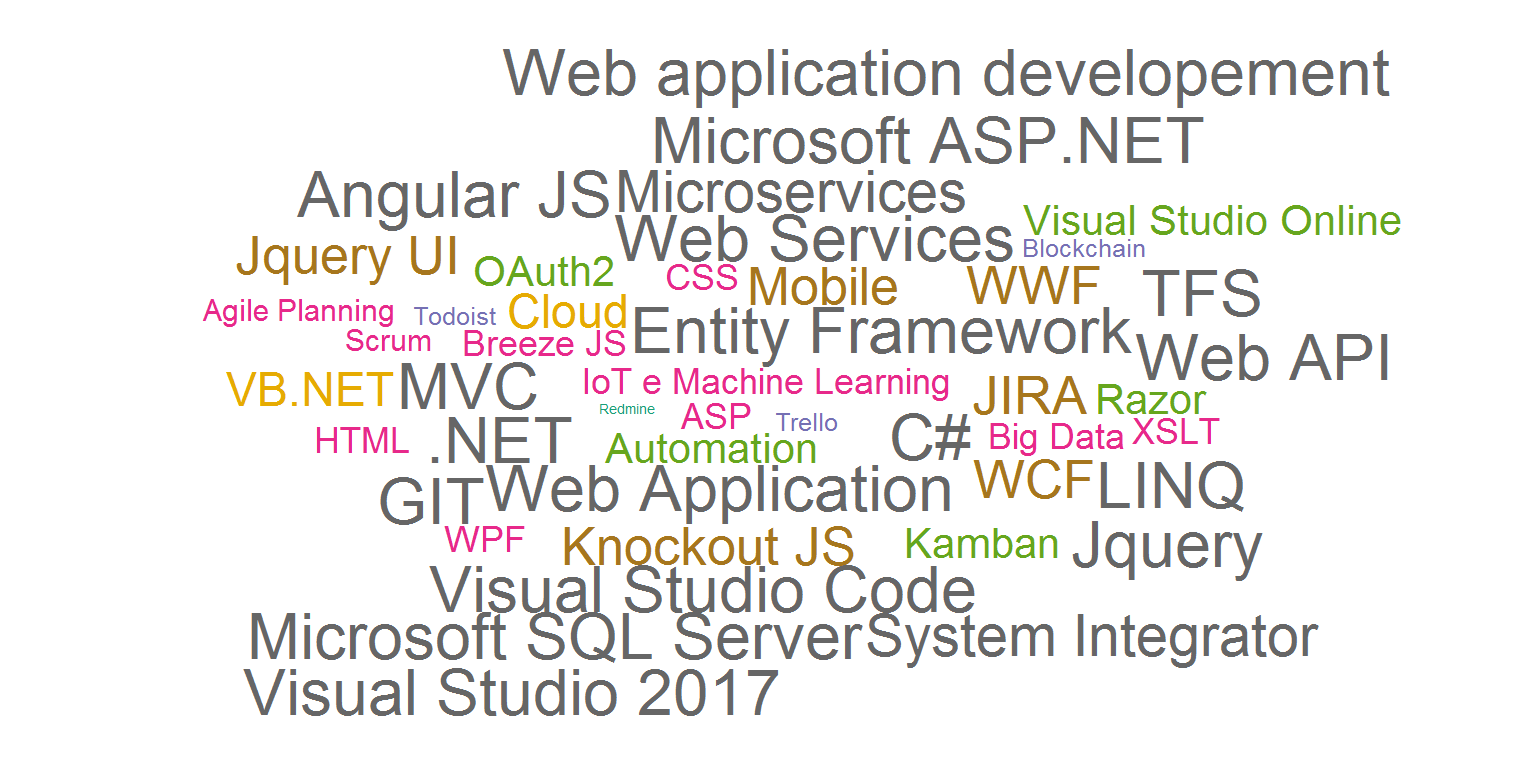 Web application developement
Microsoft ASP.NET
Angular JS
Microservices
Visual Studio Online
Web Services
Blockchain
Jquery UI
OAuth2
CSS
Mobile
WWF
TFS
Agile Planning
Todoist
Cloud
Entity Framework
Scrum
Breeze JS
Web API
VB.NET
MVC
IoT e Machine Learning
JIRA
Razor
Redmine
ASP
Trello
HTML
.NET
Automation
C#
Big Data
XSLT
GIT
Web Application
WCF
LINQ
WPF
Knockout JS
Kamban
Jquery
Visual Studio Code
Microsoft SQL Server
System Integrator
Visual Studio 2017